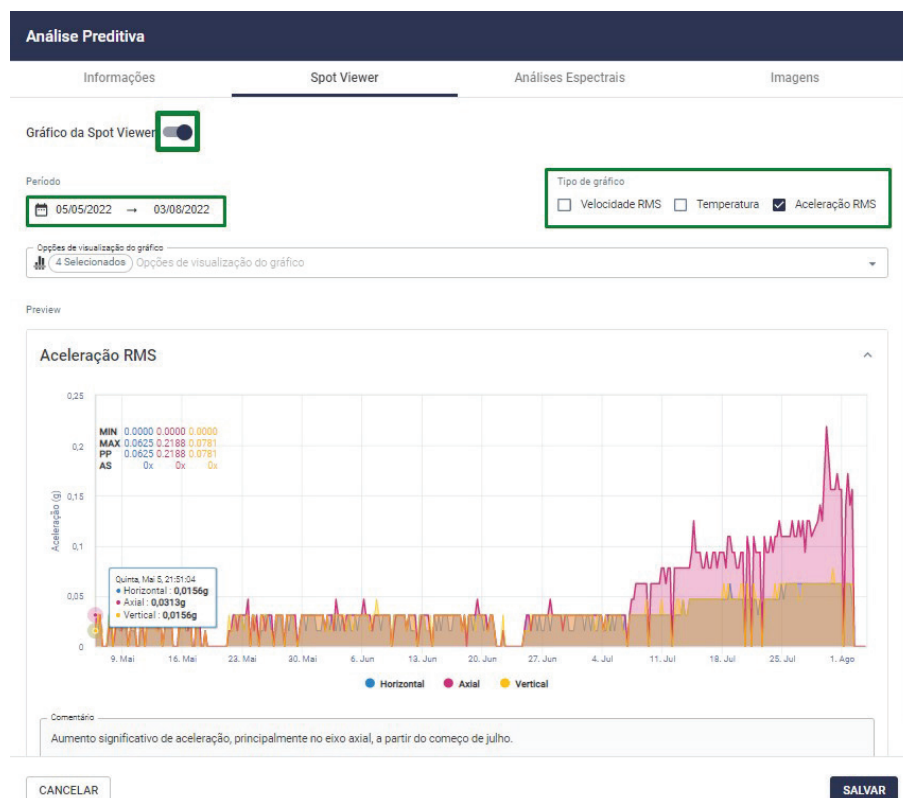 Análise Preditiva
Informações Spot Viewer Análises Espectrais Imagens
Gráfico da Spot Viewer
Período
05/05/2022 → 03/08/2022
Tipo de gráfico
Velocidade RMS Temperatura Aceleração RMS
Opções de visualização do gráfico
4 Selecionados Opções de visualização do gráfico
Preview
Aceleração RMS
0,25
0,2
0,15
0,1
0,05
0
Aceleração (g)
MIN 0.0000 0.0000 0.0000
MAX 0.0625 0.2188 0.0781
PP 0.0625 0.2188 0.0781
AS 0x 0x 0x
Quinta, Mai 5, 21:51:04
Horizontal : 0,0156g
Axial : 0,0313g
Vertical : 0,0156g
9. Mai 16. Mai 23. Mai 30. Mai 6. Jun 13. Jun 20. Jun 27. Jun 4. Jul 11. Jul 18. Jul 25. Jul 1. Ago
Horizontal Axial Vertical
Comentário
Aumento significativo de aceleração, principalmente no eixo axial, a partir do começo de julho.
CANCELAR SALVAR